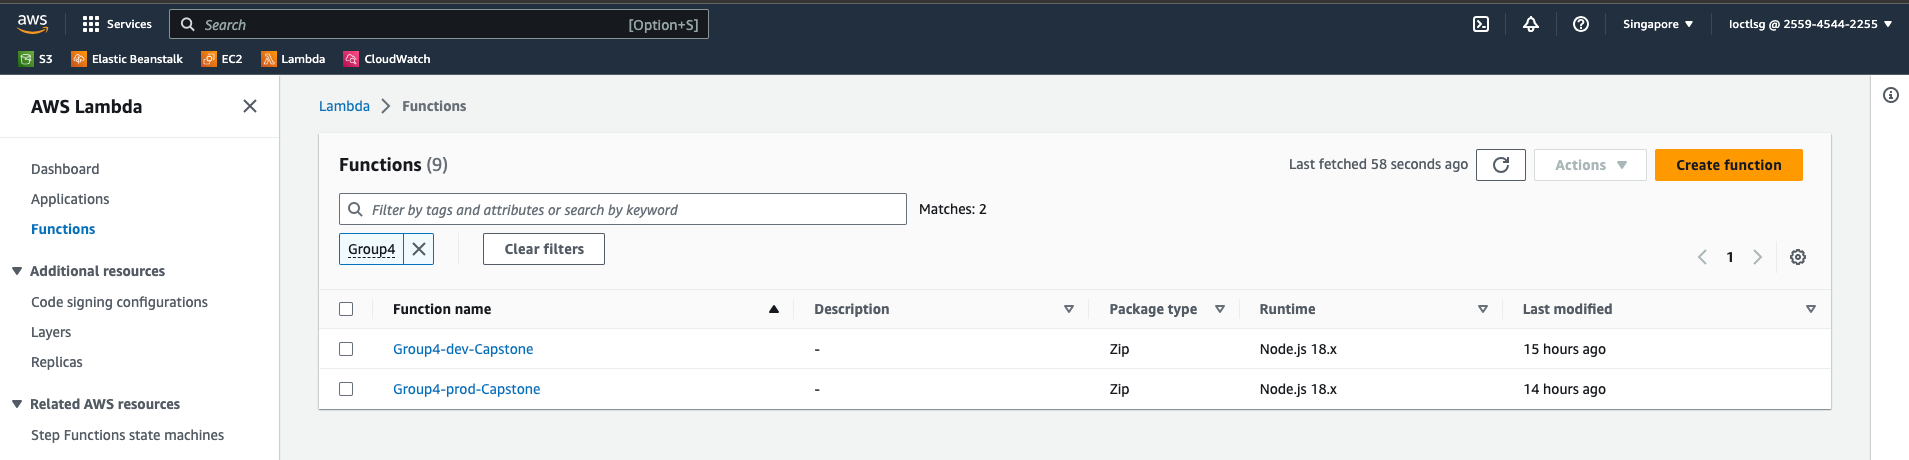 aws Services Search [Option+S] Singapore ▼ loctlsg @ 2559-4544-2255 ▼
S3 Elastic Beanstalk EC2 Lambda CloudWatch
AWS Lambda
Dashboard
Applications
Functions
Additional resources
Code signing configurations
Layers
Replicas
Related AWS resources
Step Functions state machines
Lambda > Functions
Functions (9) Last fetched 58 seconds ago Actions ▼ Create function
Filter by tags and attributes or search by keyword Matches: 2
Group4 Clear filters
1
Function name Description Package type Runtime Last modified
Group4-dev-Capstone - Zip Node.js 18.x 15 hours ago
Group4-prod-Capstone - Zip Node.js 18.x 14 hours ago